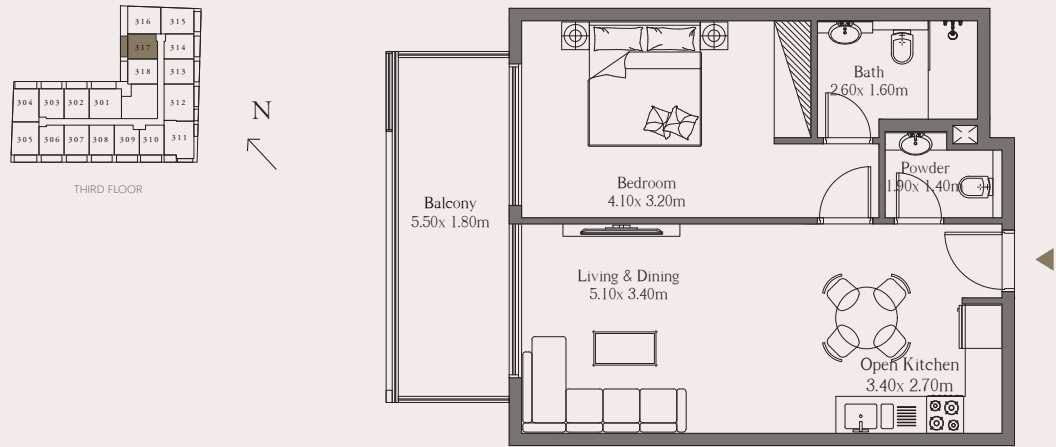 316 315
317 314
318 313
304 303 302 301 312
305 306 307 308 309 310 311
THIRD FLOOR
N
Balcony
5.50x 1.80m
Bedroom
4.10x 3.20m
Bath
2.60x 1.60m
Powder
1.90x 1.40m
Living & Dining
5.10x 3.40m
Open Kitchen
3.40x 2.70m